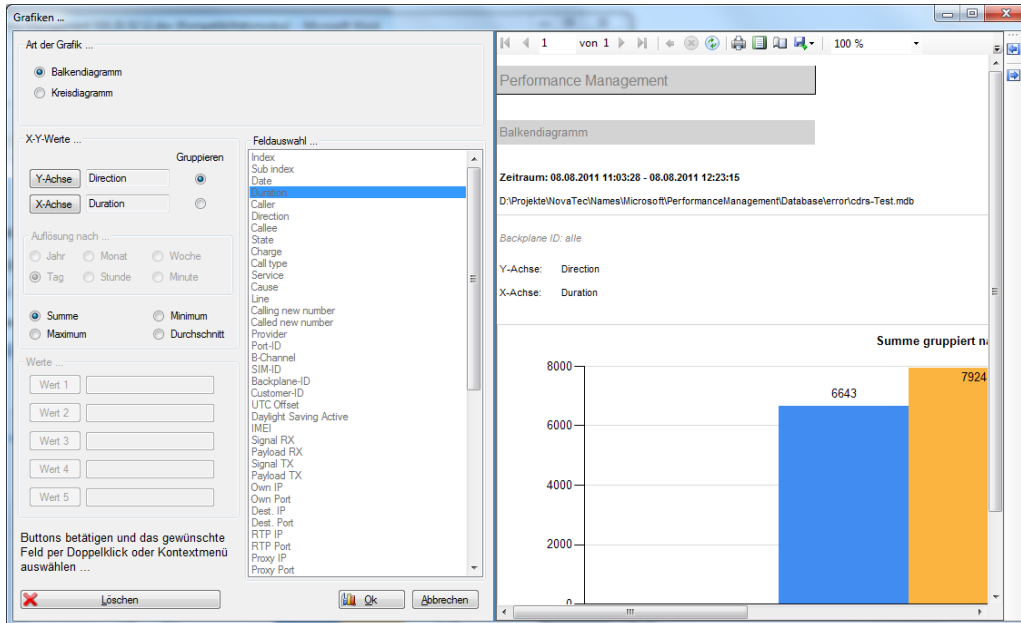 Grafiken ...
Art der Grafik ...
Balkendiagramm
Kreisdiagramm
X-Y-Werte ...
Gruppieren
Y-Achse Direction
X-Achse Duration
Auflösung nach ...
Jahr Monat Woche
Tag Stunde Minute
Summe Minimum
Maximum Durchschnitt
Werte ...
Wert 1
Wert 2
Wert 3
Wert 4
Wert 5
Buttons betätigen und das gewünschte
Feld per Doppelklick oder Kontextmenü
auswählen ...
Löschen
Feldauswahl ...
Index
Sub index
Date
Duration
Caller
Direction
Callee
State
Charge
Call type
Service
Cause
Line
Calling new number
Called new number
Provider
Port-ID
B-Channel
SIM-ID
Backplane-ID
Customer-ID
UTC Offset
Daylight Saving Active
IMEI
Signal RX
Payload RX
Signal TX
Payload TX
Own IP
Own Port
Dest. IP
Dest. Port
RTP IP
RTP Port
Proxy IP
Proxy Port
Ok Abbrechen
1 von 1 100 %
Performance Management
Balkendiagramm
Zeitraum: 08.08.2011 11:03:28 - 08.08.2011 12:23:15
D:\Projekte\NovaTec\Names\Microsoft\PerformanceManagement\Database\error\cdrs-Test.mdb
Backplane ID: alle
Y-Achse: Direction
X-Achse: Duration
Summe gruppiert
8000
7924
6643
6000
4000
2000
0